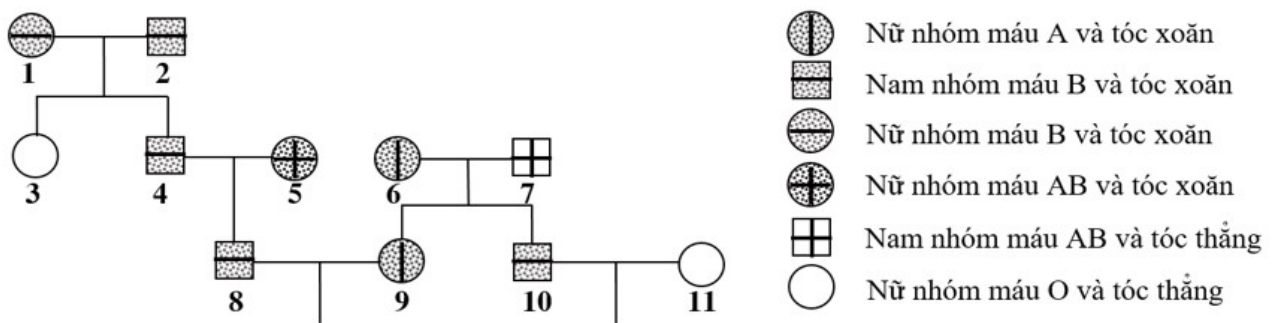 1
2
3
4
5
6
7
8
9
10
11
Nữ nhóm máu A và tóc xoăn
Nam nhóm máu B và tóc xoăn
Nữ nhóm máu B và tóc xoăn
Nữ nhóm máu AB và tóc xoăn
Nam nhóm máu AB và tóc thẳng
Nữ nhóm máu O và tóc thẳng